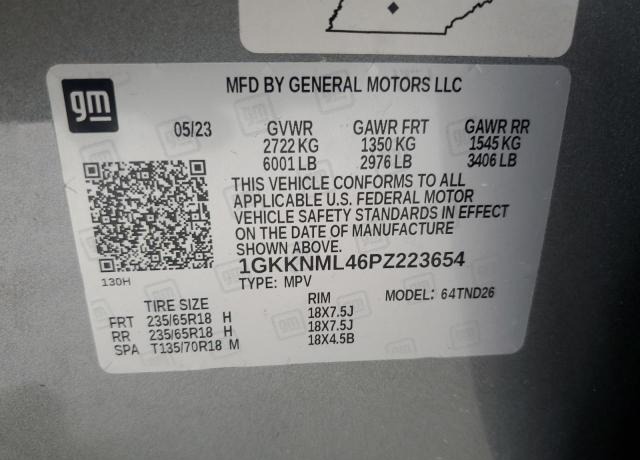 gm
MFD BY GENERAL MOTORS LLC
05/23 GVWR GAWR FRT GAWR RR
2722 KG 1350 KG 1545 KG
6001 LB 2976 LB 3406 LB
THIS VEHICLE CONFORMS TO ALL
APPLICABLE U.S. FEDERAL MOTOR
VEHICLE SAFETY STANDARDS IN EFFECT
ON THE DATE OF MANUFACTURE
SHOWN ABOVE.
1GKKNML46PZ223654
130H TYPE: MPV
TIRE SIZE RIM MODEL: 64TND26
FRT 235/65R18 H 18X7.5J
RR 235/65R18 H 18X7.5J
SPA T135/70R18 M 18X4.5B